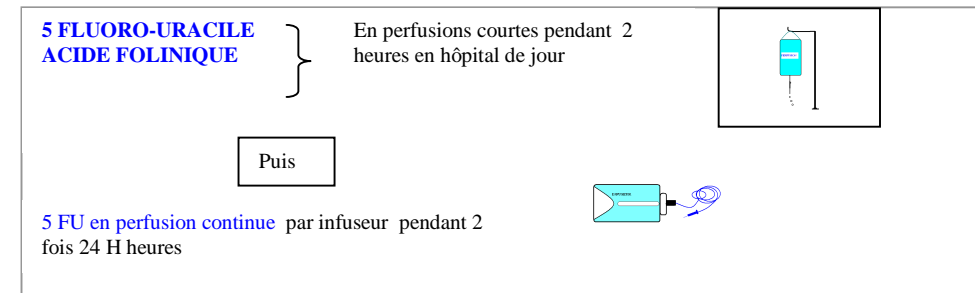 5 FLUORO-URACILE
ACIDE FOLINIQUE
En perfusions courtes pendant 2
heures en hôpital de jour
Puis
5 FU en perfusion continue par infuseur pendant 2
fois 24 H heures